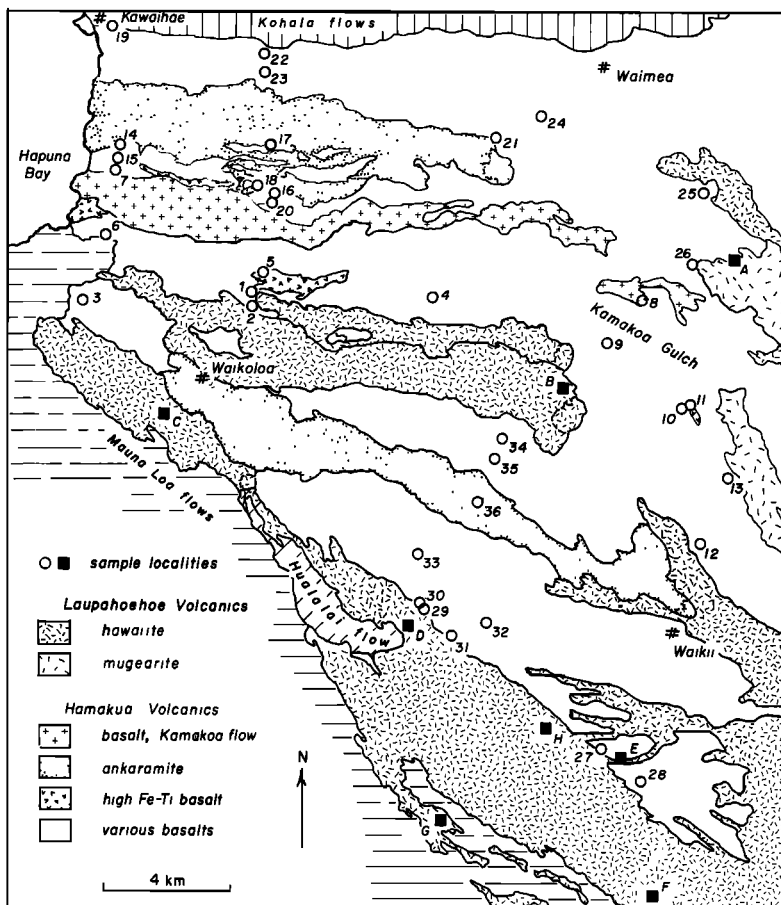 # Kawaihae
19
Kohala flows
22
23
# Waimea
24
21
14
17
Hapuna
Bay
15
7
18
16
20
25
6
26
A
5
1
2
3
4
8
Kamakoa Gulch
9
Waikoloa
#
B
C
11
10
34
35
13
Mauna Loa flows
36
12
sample localities
33
Laupahoehoe Volcanics
hawaiite
mugearite
Hualalai flow
30
29
D
31
32
#
Waikii
Hamakua Volcanics
basalt, Kamakoa flow
ankaramite
high Fe-Ti basalt
various basalts
N
H
27
E
28
G
F
4 km